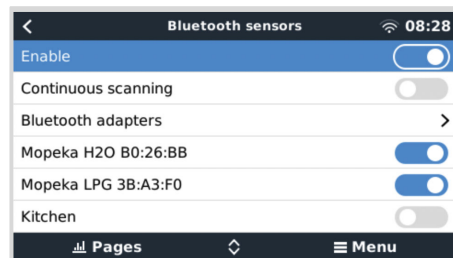 Bluetooth sensors 08:28
Enable
Continuous scanning
Bluetooth adapters
Mopeka H2O B0:26:BB
Mopeka LPG 3B:A3:F0
Kitchen
Pages Menu